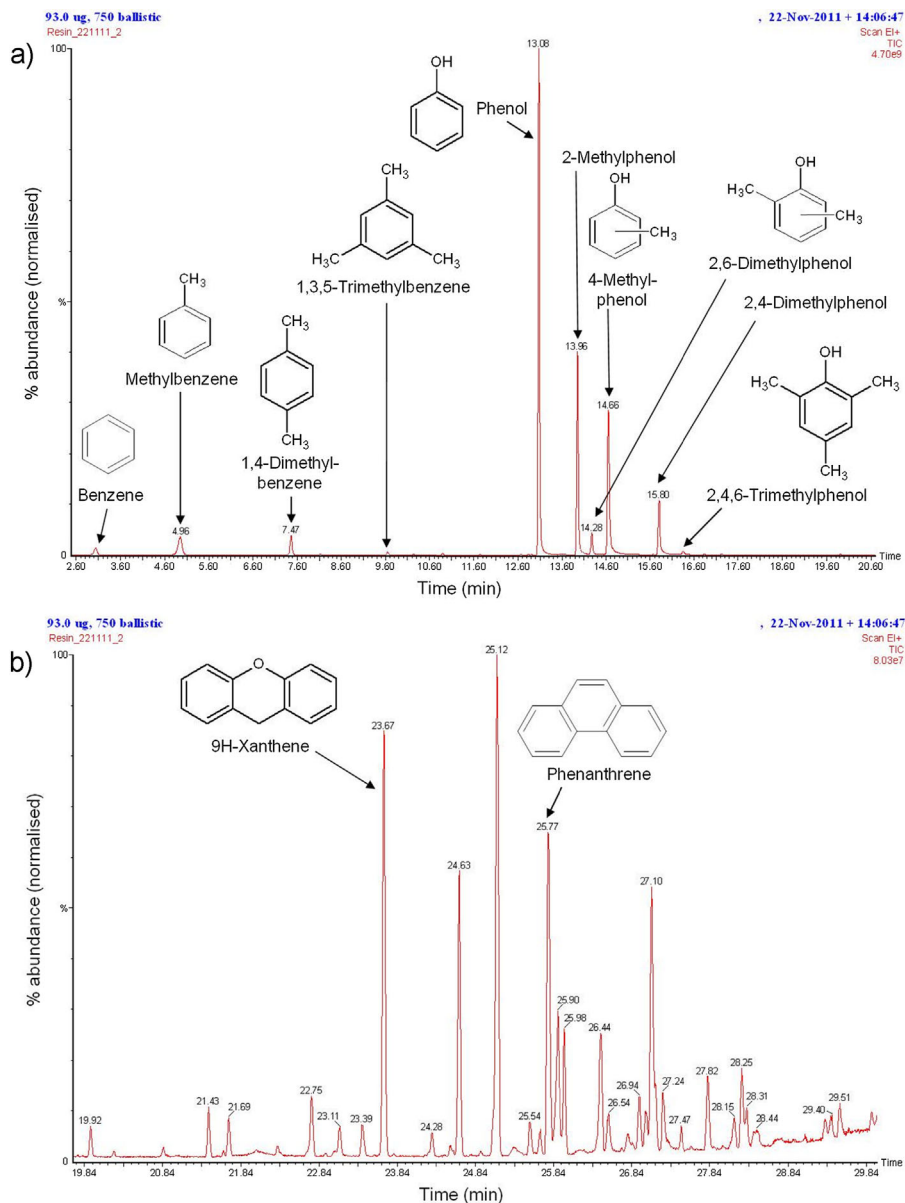 93.0 ug, 750 ballistic
, 22-Nov-2011 + 14:06:47
Resin_221111_2
Scan EI+
TIC
4.70e9
a)
100
13.08
OH
Phenol
2-Methylphenol
OH
CH₃
4-Methyl-
phenol
OH
H₃C
CH₃
2,6-Dimethylphenol
2,4-Dimethylphenol
OH
H₃C
CH₃
CH₃
2,4,6-Trimethylphenol
CH₃
H₃C
CH₃
1,3,5-Trimethylbenzene
CH₃
Methylbenzene
CH₃
CH₃
1,4-Dimethyl-
benzene
Benzene
% abundance (normalised)
%
13.96
14.66
4.96
7.47
14.28
15.80
0
Time
2.60 3.60 4.60 5.60 6.60 7.60 8.60 9.60 10.60 11.60 12.60 13.60 14.60 15.60 16.60 17.60 18.60 19.60 20.60
Time (min)
93.0 ug, 750 ballistic
, 22-Nov-2011 + 14:06:47
Resin_221111_2
Scan EI+
TIC
8.03e7
b)
100
25.12
O
9H-Xanthene
23.67
Phenanthrene
25.77
24.63
27.10
% abundance (normalised)
%
25.90
25.98
26.44
19.92
21.43
21.69
22.75
23.11
23.39
24.28
25.54
26.54
26.94
27.24
27.47
27.82
28.15
28.25
28.31
28.44
29.40
29.51
0
Time
19.84 20.84 21.84 22.84 23.84 24.84 25.84 26.84 27.84 28.84 29.84
Time (min)